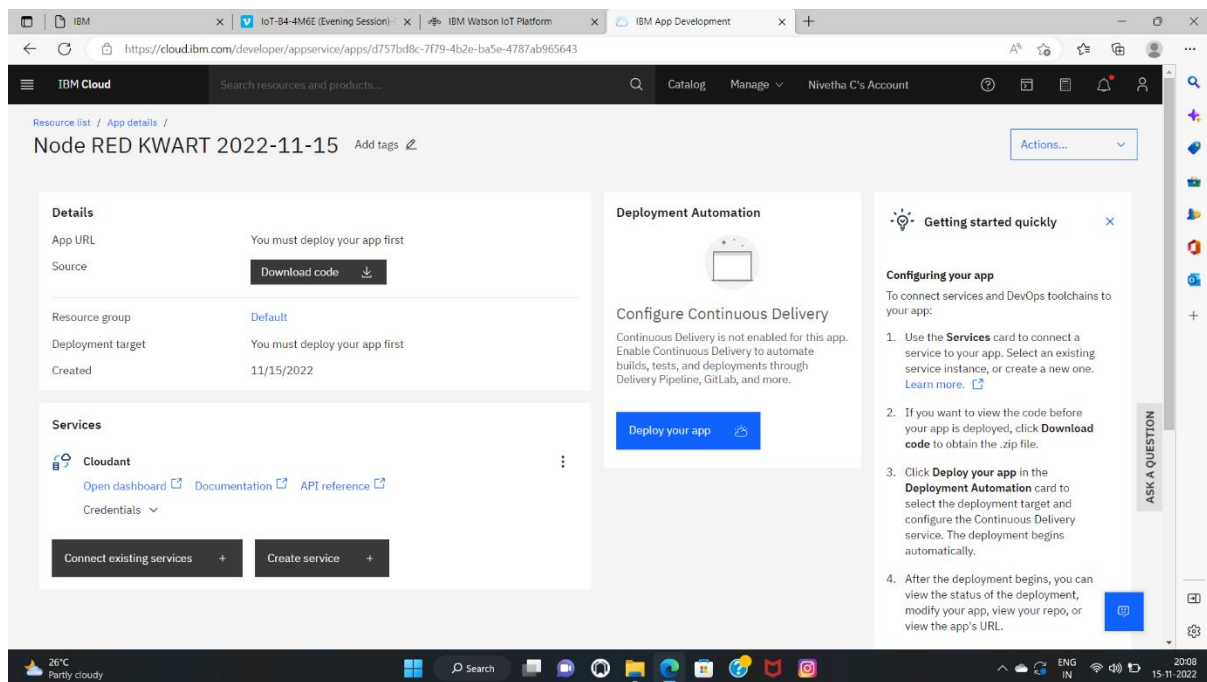 IBM
IoT-B4-4M6E (Evening Session)-
IBM Watson IoT Platform
IBM App Development
https://cloud.ibm.com/developer/appservice/apps/d757bd8c-7f79-4b2e-ba5e-4787ab965643
IBM Cloud
Search resources and products...
Catalog
Manage
Nivetha C's Account
Resource list / App details /
Node RED KWART 2022-11-15
Add tags
Actions...
Details
App URL
You must deploy your app first
Source
Download code
Resource group
Default
Deployment target
You must deploy your app first
Created
11/15/2022
Services
Cloudant
Open dashboard
Documentation
API reference
Credentials
Connect existing services +
Create service +
Deployment Automation
Configure Continuous Delivery
Continuous Delivery is not enabled for this app.
Enable Continuous Delivery to automate
builds, tests, and deployments through
Delivery Pipeline, GitLab, and more.
Deploy your app
Getting started quickly
Configuring your app
To connect services and DevOps toolchains to
your app:
1. Use the Services card to connect a
service to your app. Select an existing
service instance, or create a new one.
Learn more.
2. If you want to view the code before
your app is deployed, click Download
code to obtain the .zip file.
3. Click Deploy your app in the
Deployment Automation card to
select the deployment target and
configure the Continuous Delivery
service. The deployment begins
automatically.
4. After the deployment begins, you can
view the status of the deployment,
modify your app, view your repo, or
view the app's URL.
ASK A QUESTION
26°C
Partly cloudy
Search
ENG
IN
20:08
15-11-2022